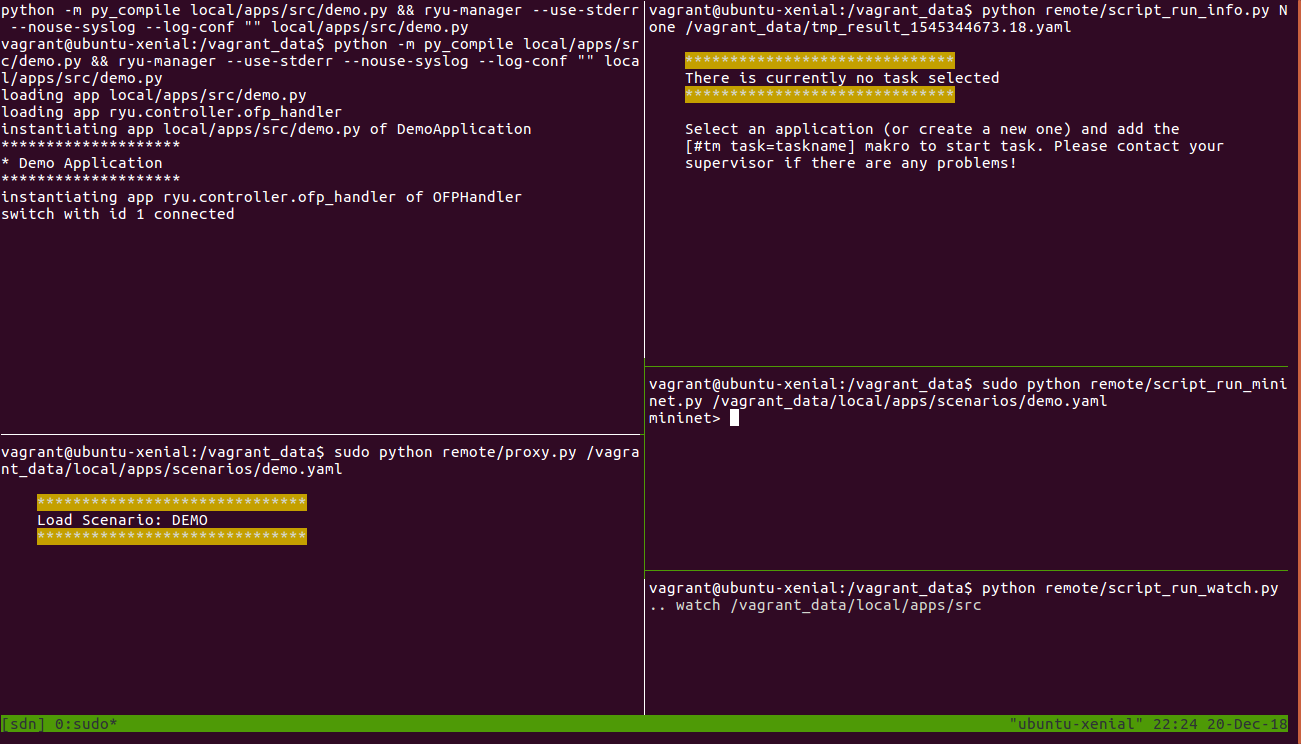 python -m py_compile local/apps/src/demo.py && ryu-manager --use-stderr
--nouse-syslog --log-conf "" local/apps/src/demo.py
vagrant@ubuntu-xenial:/vagrant_data$ python -m py_compile local/apps/sr
c/demo.py && ryu-manager --use-stderr --nouse-syslog --log-conf "" loca
l/apps/src/demo.py
loading app local/apps/src/demo.py
loading app ryu.controller.ofp_handler
instantiating app local/apps/src/demo.py of DemoApplication
********************
* Demo Application
********************
instantiating app ryu.controller.ofp_handler of OFPHandler
switch with id 1 connected
vagrant@ubuntu-xenial:/vagrant_data$ sudo python remote/proxy.py /vagra
nt_data/local/apps/scenarios/demo.yaml
******************************
Load Scenario: DEMO
******************************
vagrant@ubuntu-xenial:/vagrant_data$ python remote/script_run_info.py N
one /vagrant_data/tmp_result_1545344673.18.yaml
******************************
There is currently no task selected
******************************
Select an application (or create a new one) and add the
[#tm task=taskname] makro to start task. Please contact your
supervisor if there are any problems!
vagrant@ubuntu-xenial:/vagrant_data$ sudo python remote/script_run_mini
net.py /vagrant_data/local/apps/scenarios/demo.yaml
mininet>
vagrant@ubuntu-xenial:/vagrant_data$ python remote/script_run_watch.py
.. watch /vagrant_data/local/apps/src
[sdn] 0:sudo* "ubuntu-xenial" 22:24 20-Dec-18